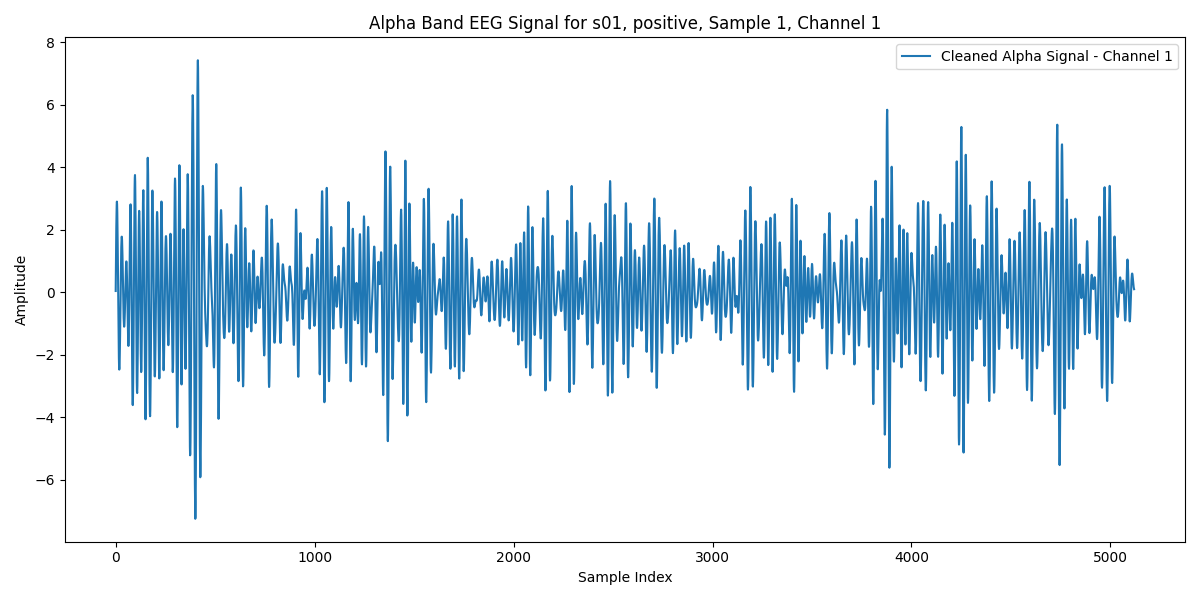 Alpha Band EEG Signal for s01, positive, Sample 1, Channel 1
Cleaned Alpha Signal - Channel 1
Amplitude
8
6
4
2
0
−2
−4
−6
0 1000 2000 3000 4000 5000
Sample Index